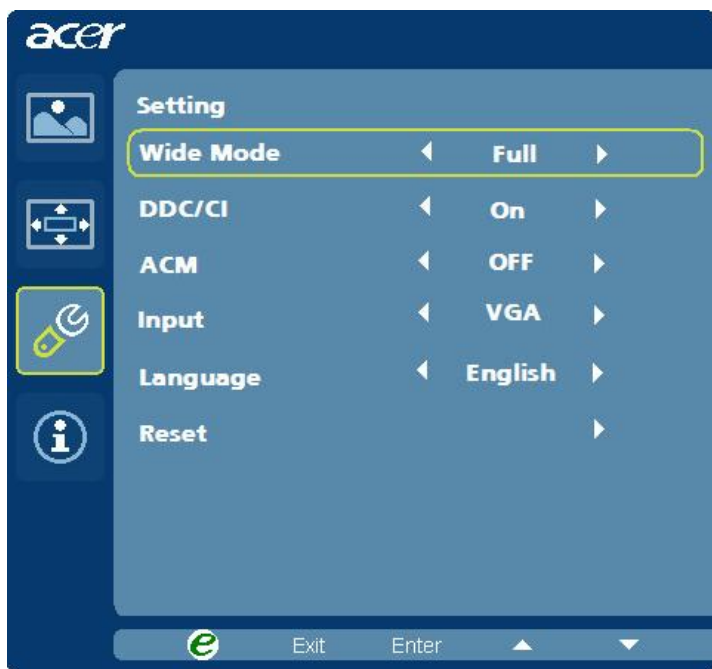 acer
Setting
Wide Mode Full
DDC/CI On
ACM OFF
Input VGA
Language English
Reset
e Exit Enter